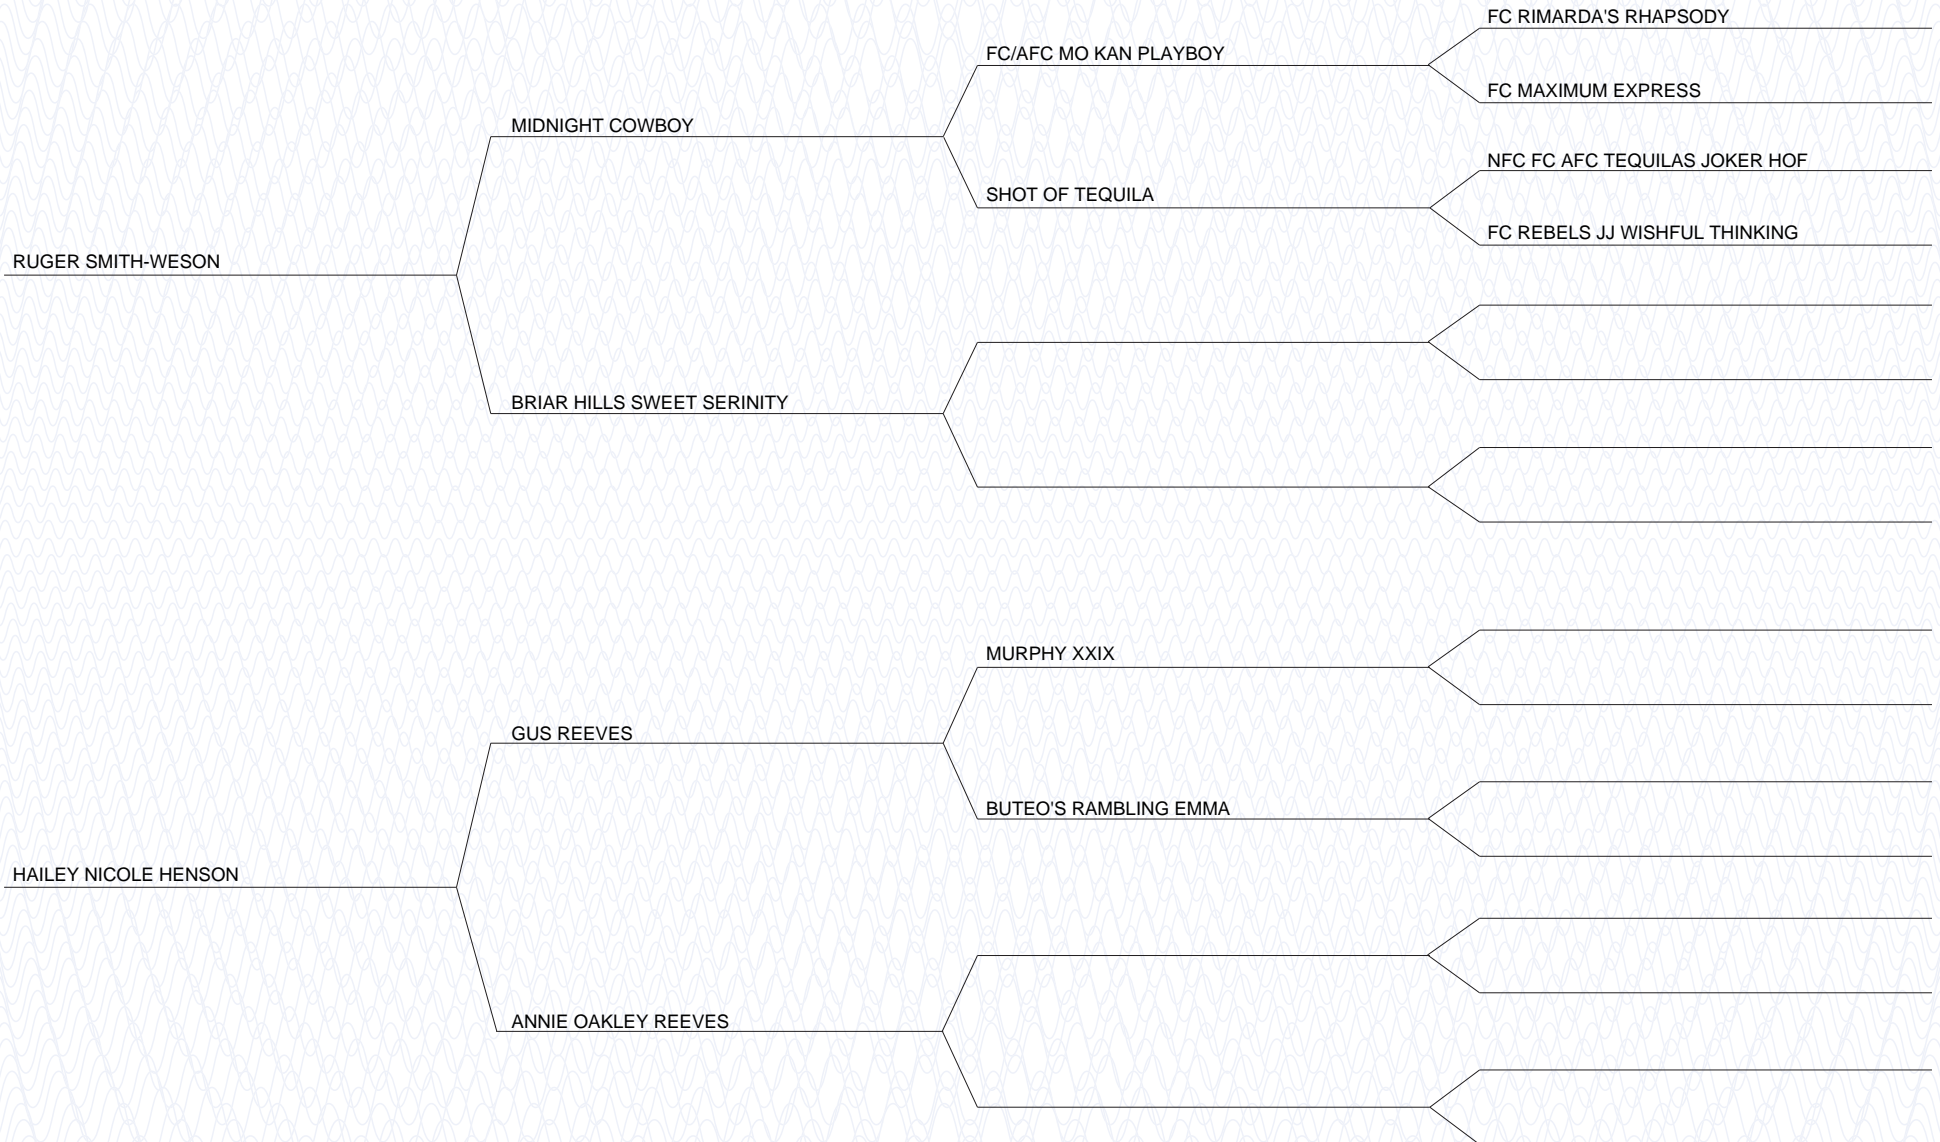 FC RIMARDA'S RHAPSODY
FC/AFC MO KAN PLAYBOY
FC MAXIMUM EXPRESS
MIDNIGHT COWBOY
NFC FC AFC TEQUILAS JOKER HOF
SHOT OF TEQUILA
FC REBELS JJ WISHFUL THINKING
RUGER SMITH-WESON
BRIAR HILLS SWEET SERINITY
MURPHY XXIX
GUS REEVES
BUTEO'S RAMBLING EMMA
HAILEY NICOLE HENSON
ANNIE OAKLEY REEVES